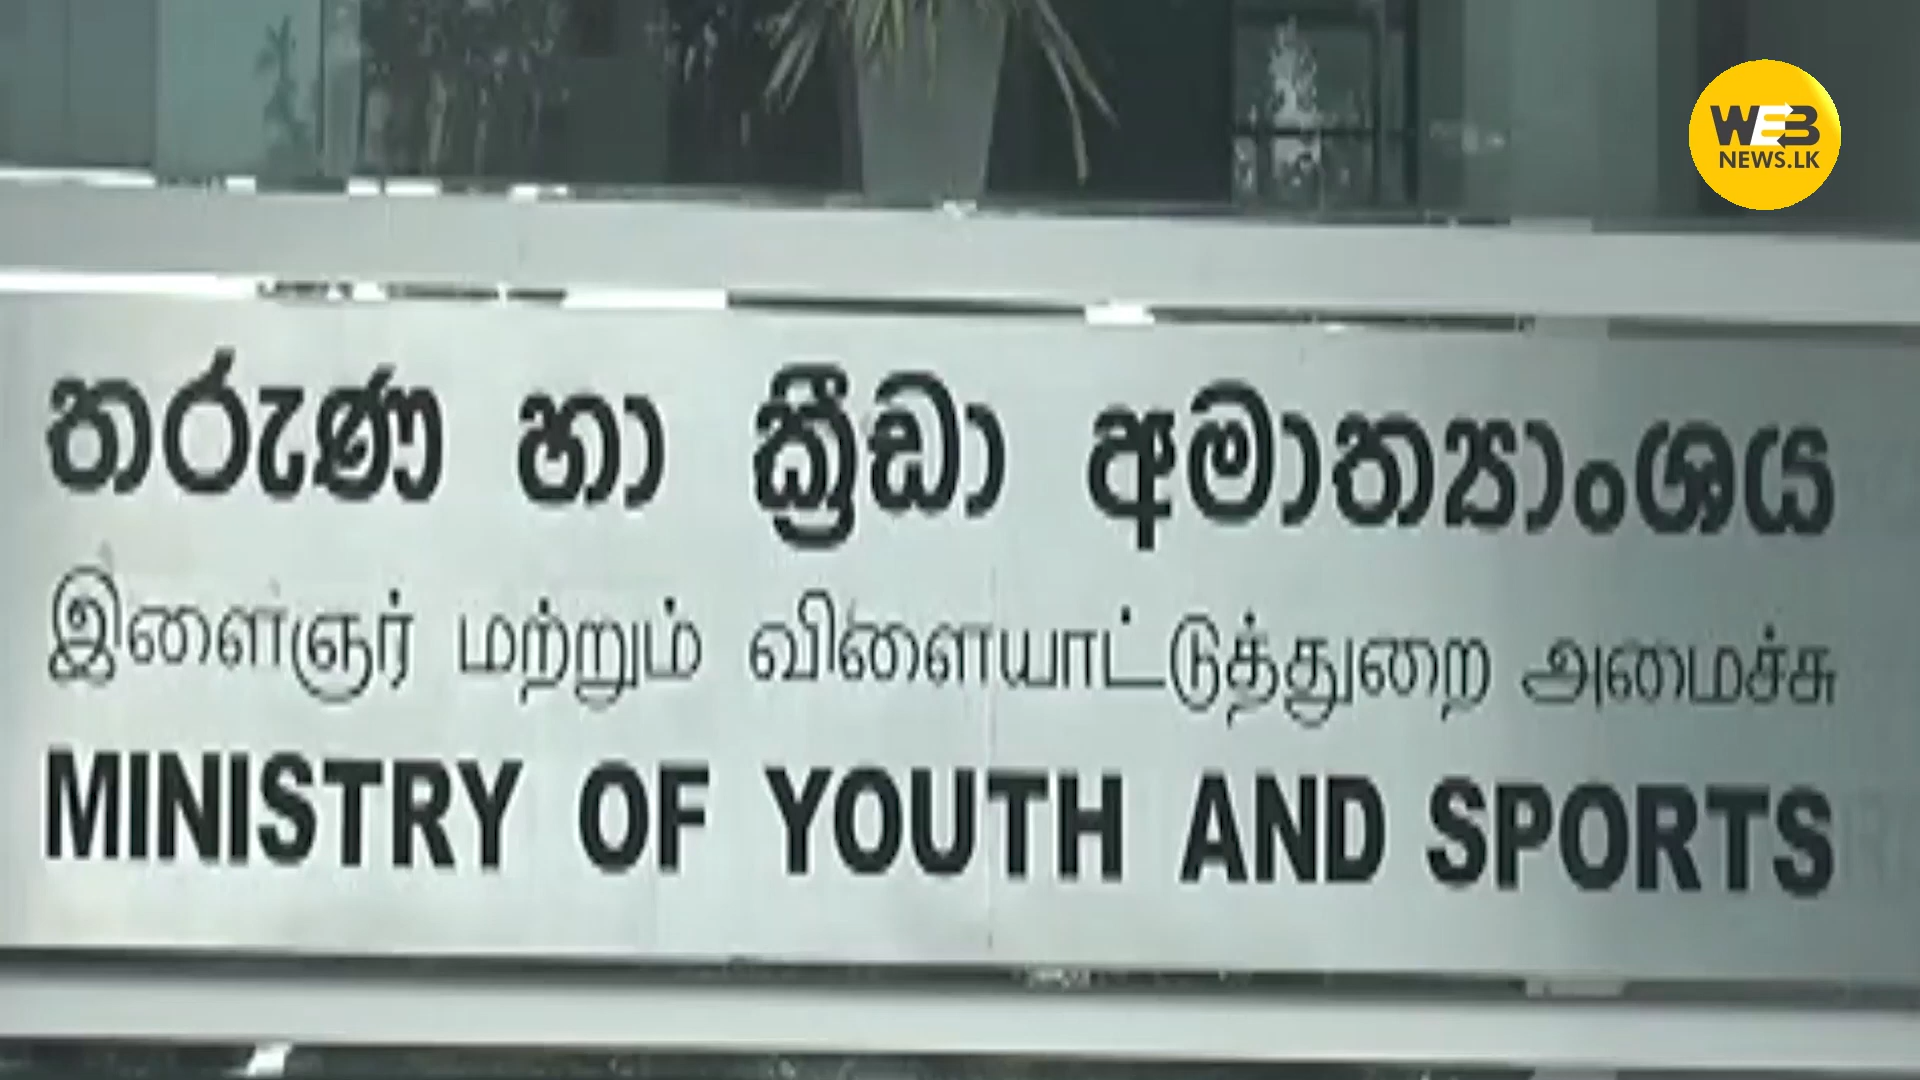 WEB
NEWS.LK
තරුණ හා ක්‍රීඩා අමාත්‍යාංශය
இளைஞர் மற்றும் விளையாட்டுத்துறை அமைச்சு
MINISTRY OF YOUTH AND SPORTS